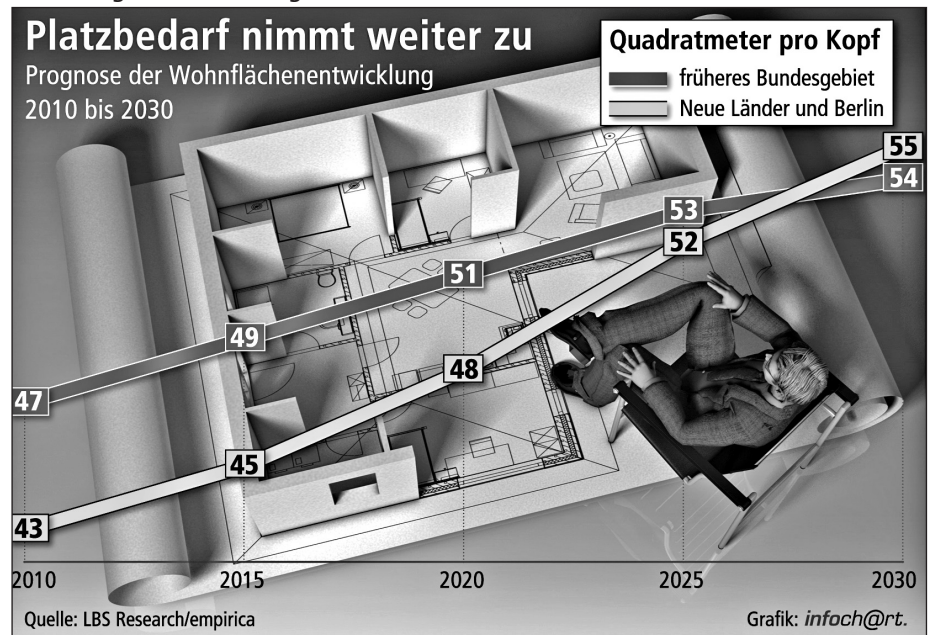 Platzbedarf nimmt weiter zu
Prognose der Wohnflächenentwicklung
2010 bis 2030
Quadratmeter pro Kopf
früheres Bundesgebiet
Neue Länder und Berlin
55
54
53
52
51
49
48
47
45
43
2010 2015 2020 2025 2030
Quelle: LBS Research/empirica
Grafik: infoch@rt.